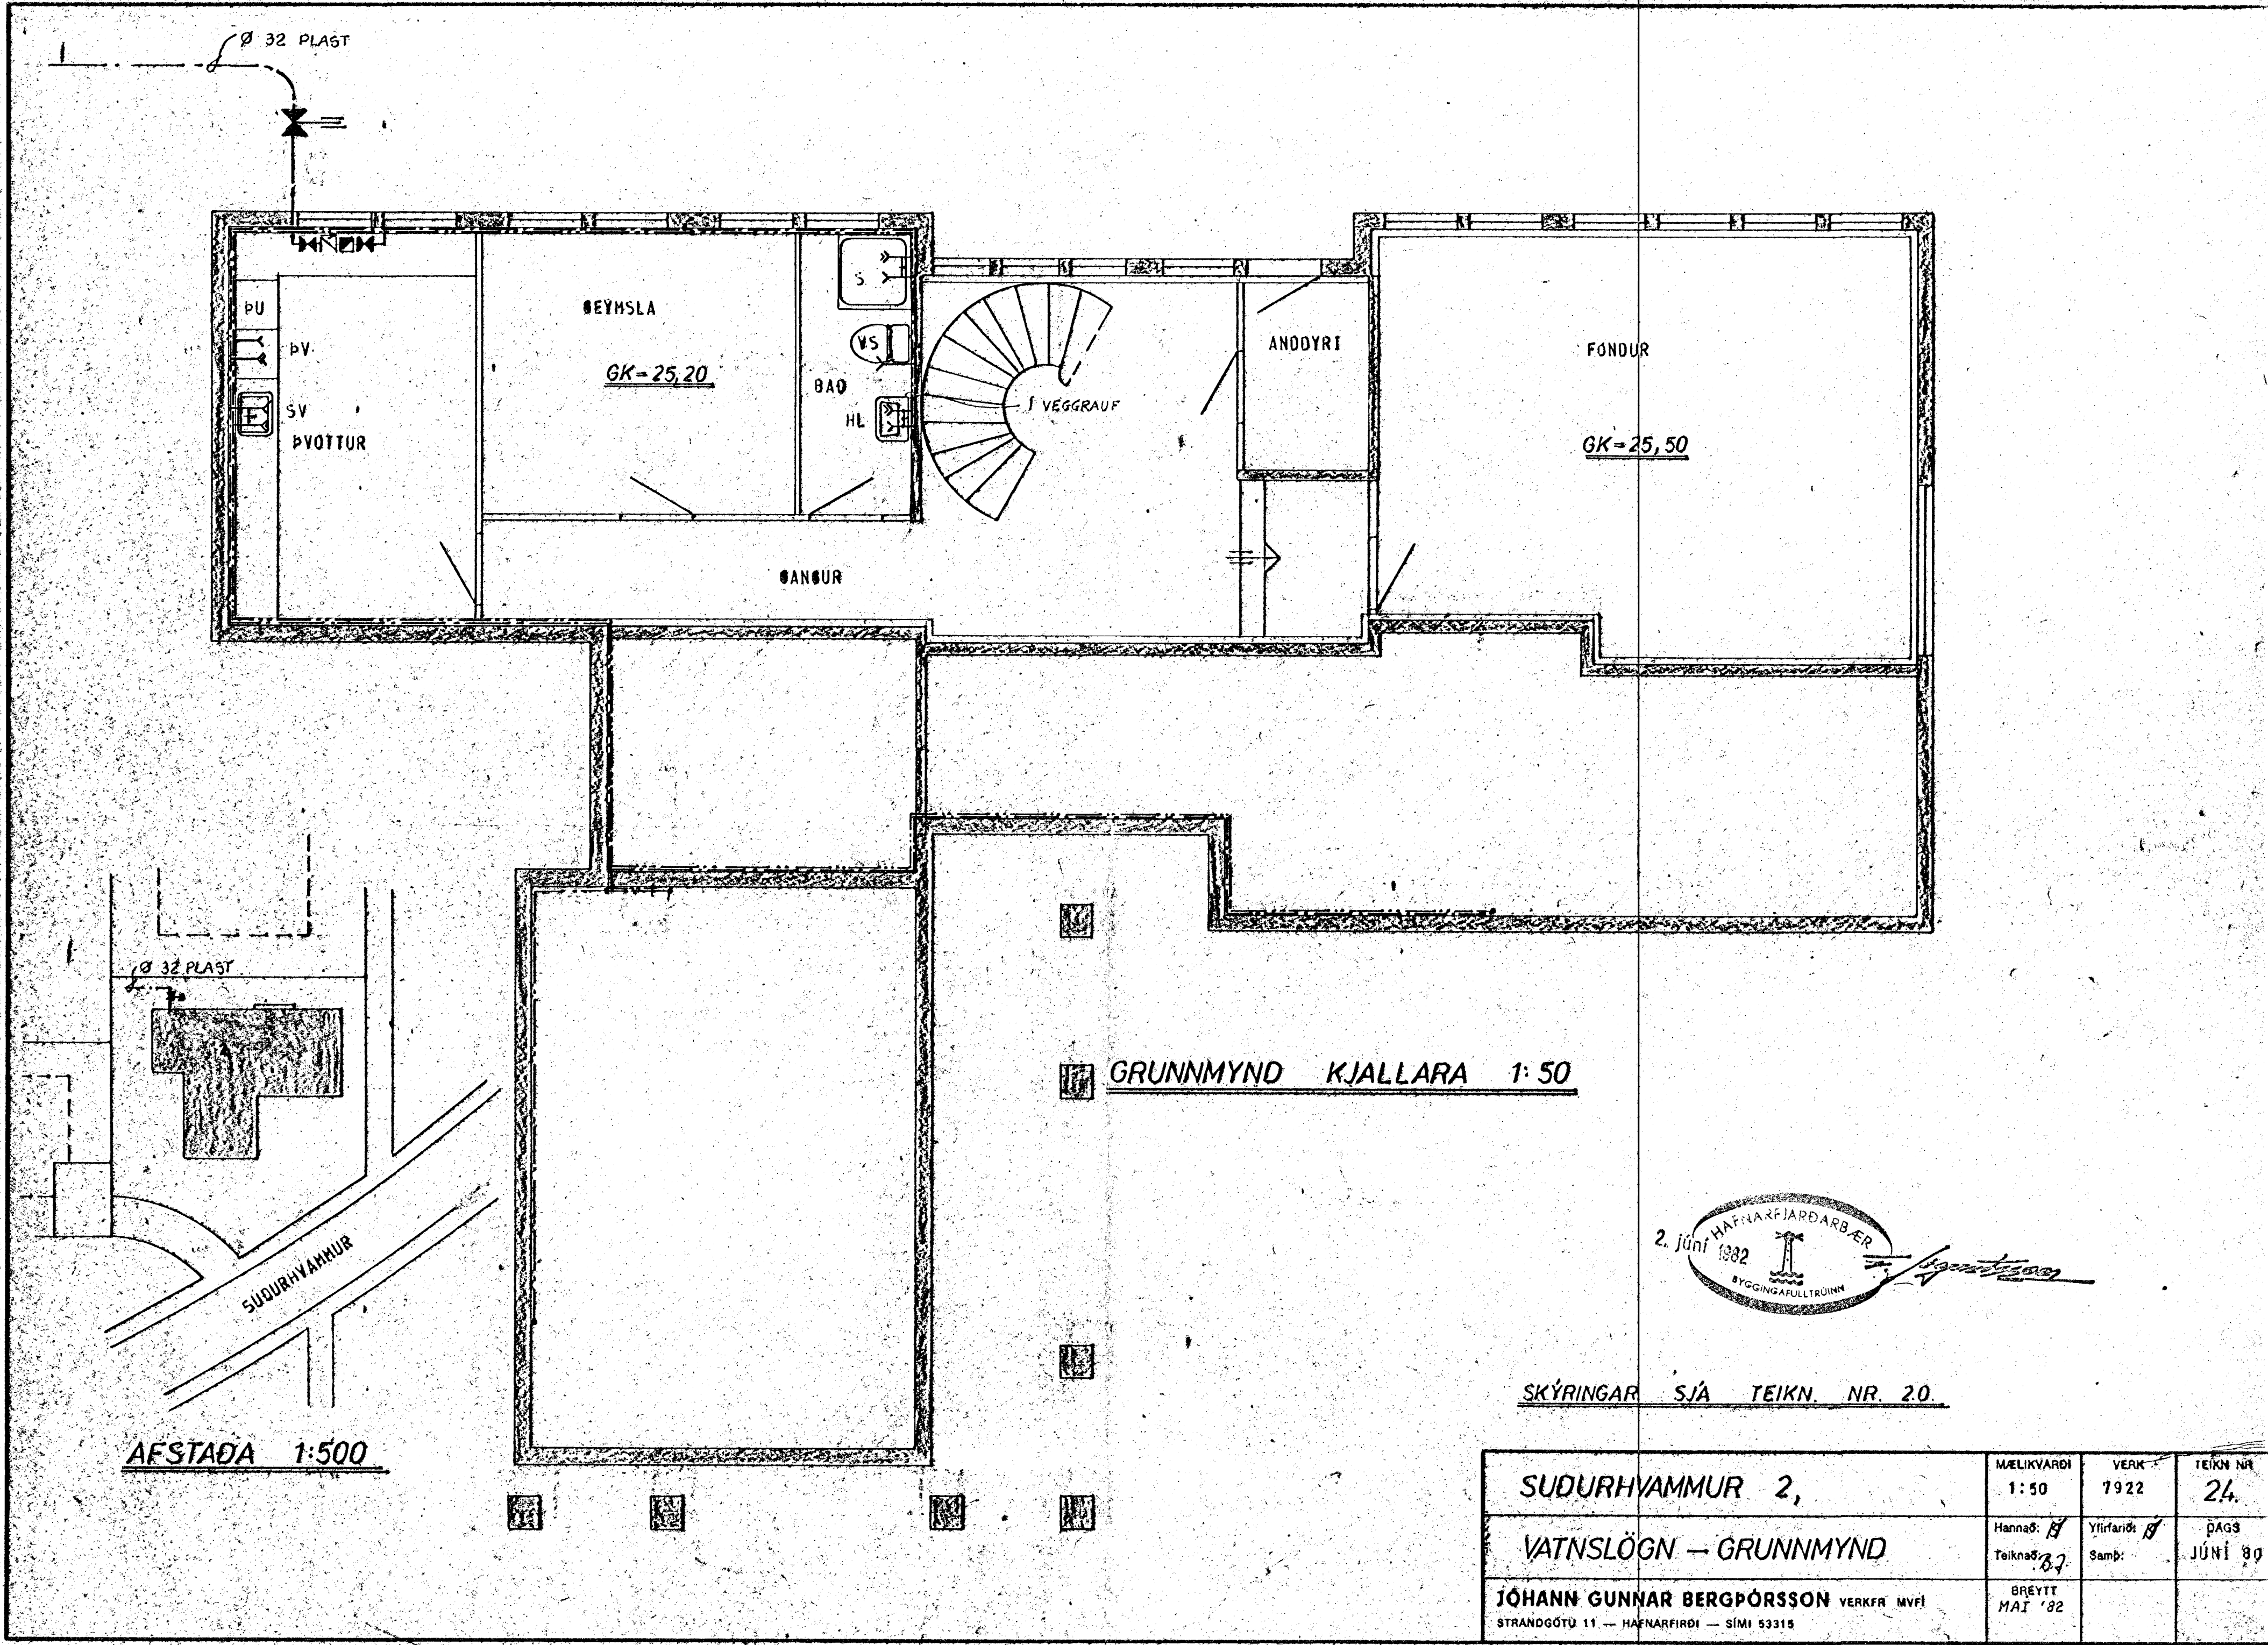 Ø 32 PLAST
ÞU
ÞV
SV
ÞVOTTUR
GEYMSLA
GK=25,20
S
VS
BAÐ
HL
Í VEGGRAUF
ANDDYRI
FÖNDUR
GK=25,50
GANGUR
Ø 32 PLAST
SUÐURHVAMMUR
AFSTAÐA 1:500
GRUNNMYND KJALLARA 1:50
2. júní 1982
HAFNARFJARÐARBÆR
BYGGINGAFULLTRÚINN
SKÝRINGAR SJÁ TEIKN. NR. 20.
SUÐURHVAMMUR 2,
MÆLIKVARÐI
1:50
VERK
7922
TEIKN NR
24.
VATNSLÖGN — GRUNNMYND
Hannað:
Yfirfarið:
DAGS
Teiknað: B.J.
Samþ:
JÚNÍ 80
JÓHANN GUNNAR BERGÞÓRSSON VERKFR MVFÍ
STRANDGÖTU 11 — HAFNARFIRÐI — SÍMI 53315
BREYTT
MAI '82